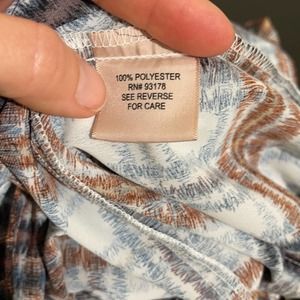 100% POLYESTER
RN# 93178
SEE REVERSE
FOR CARE